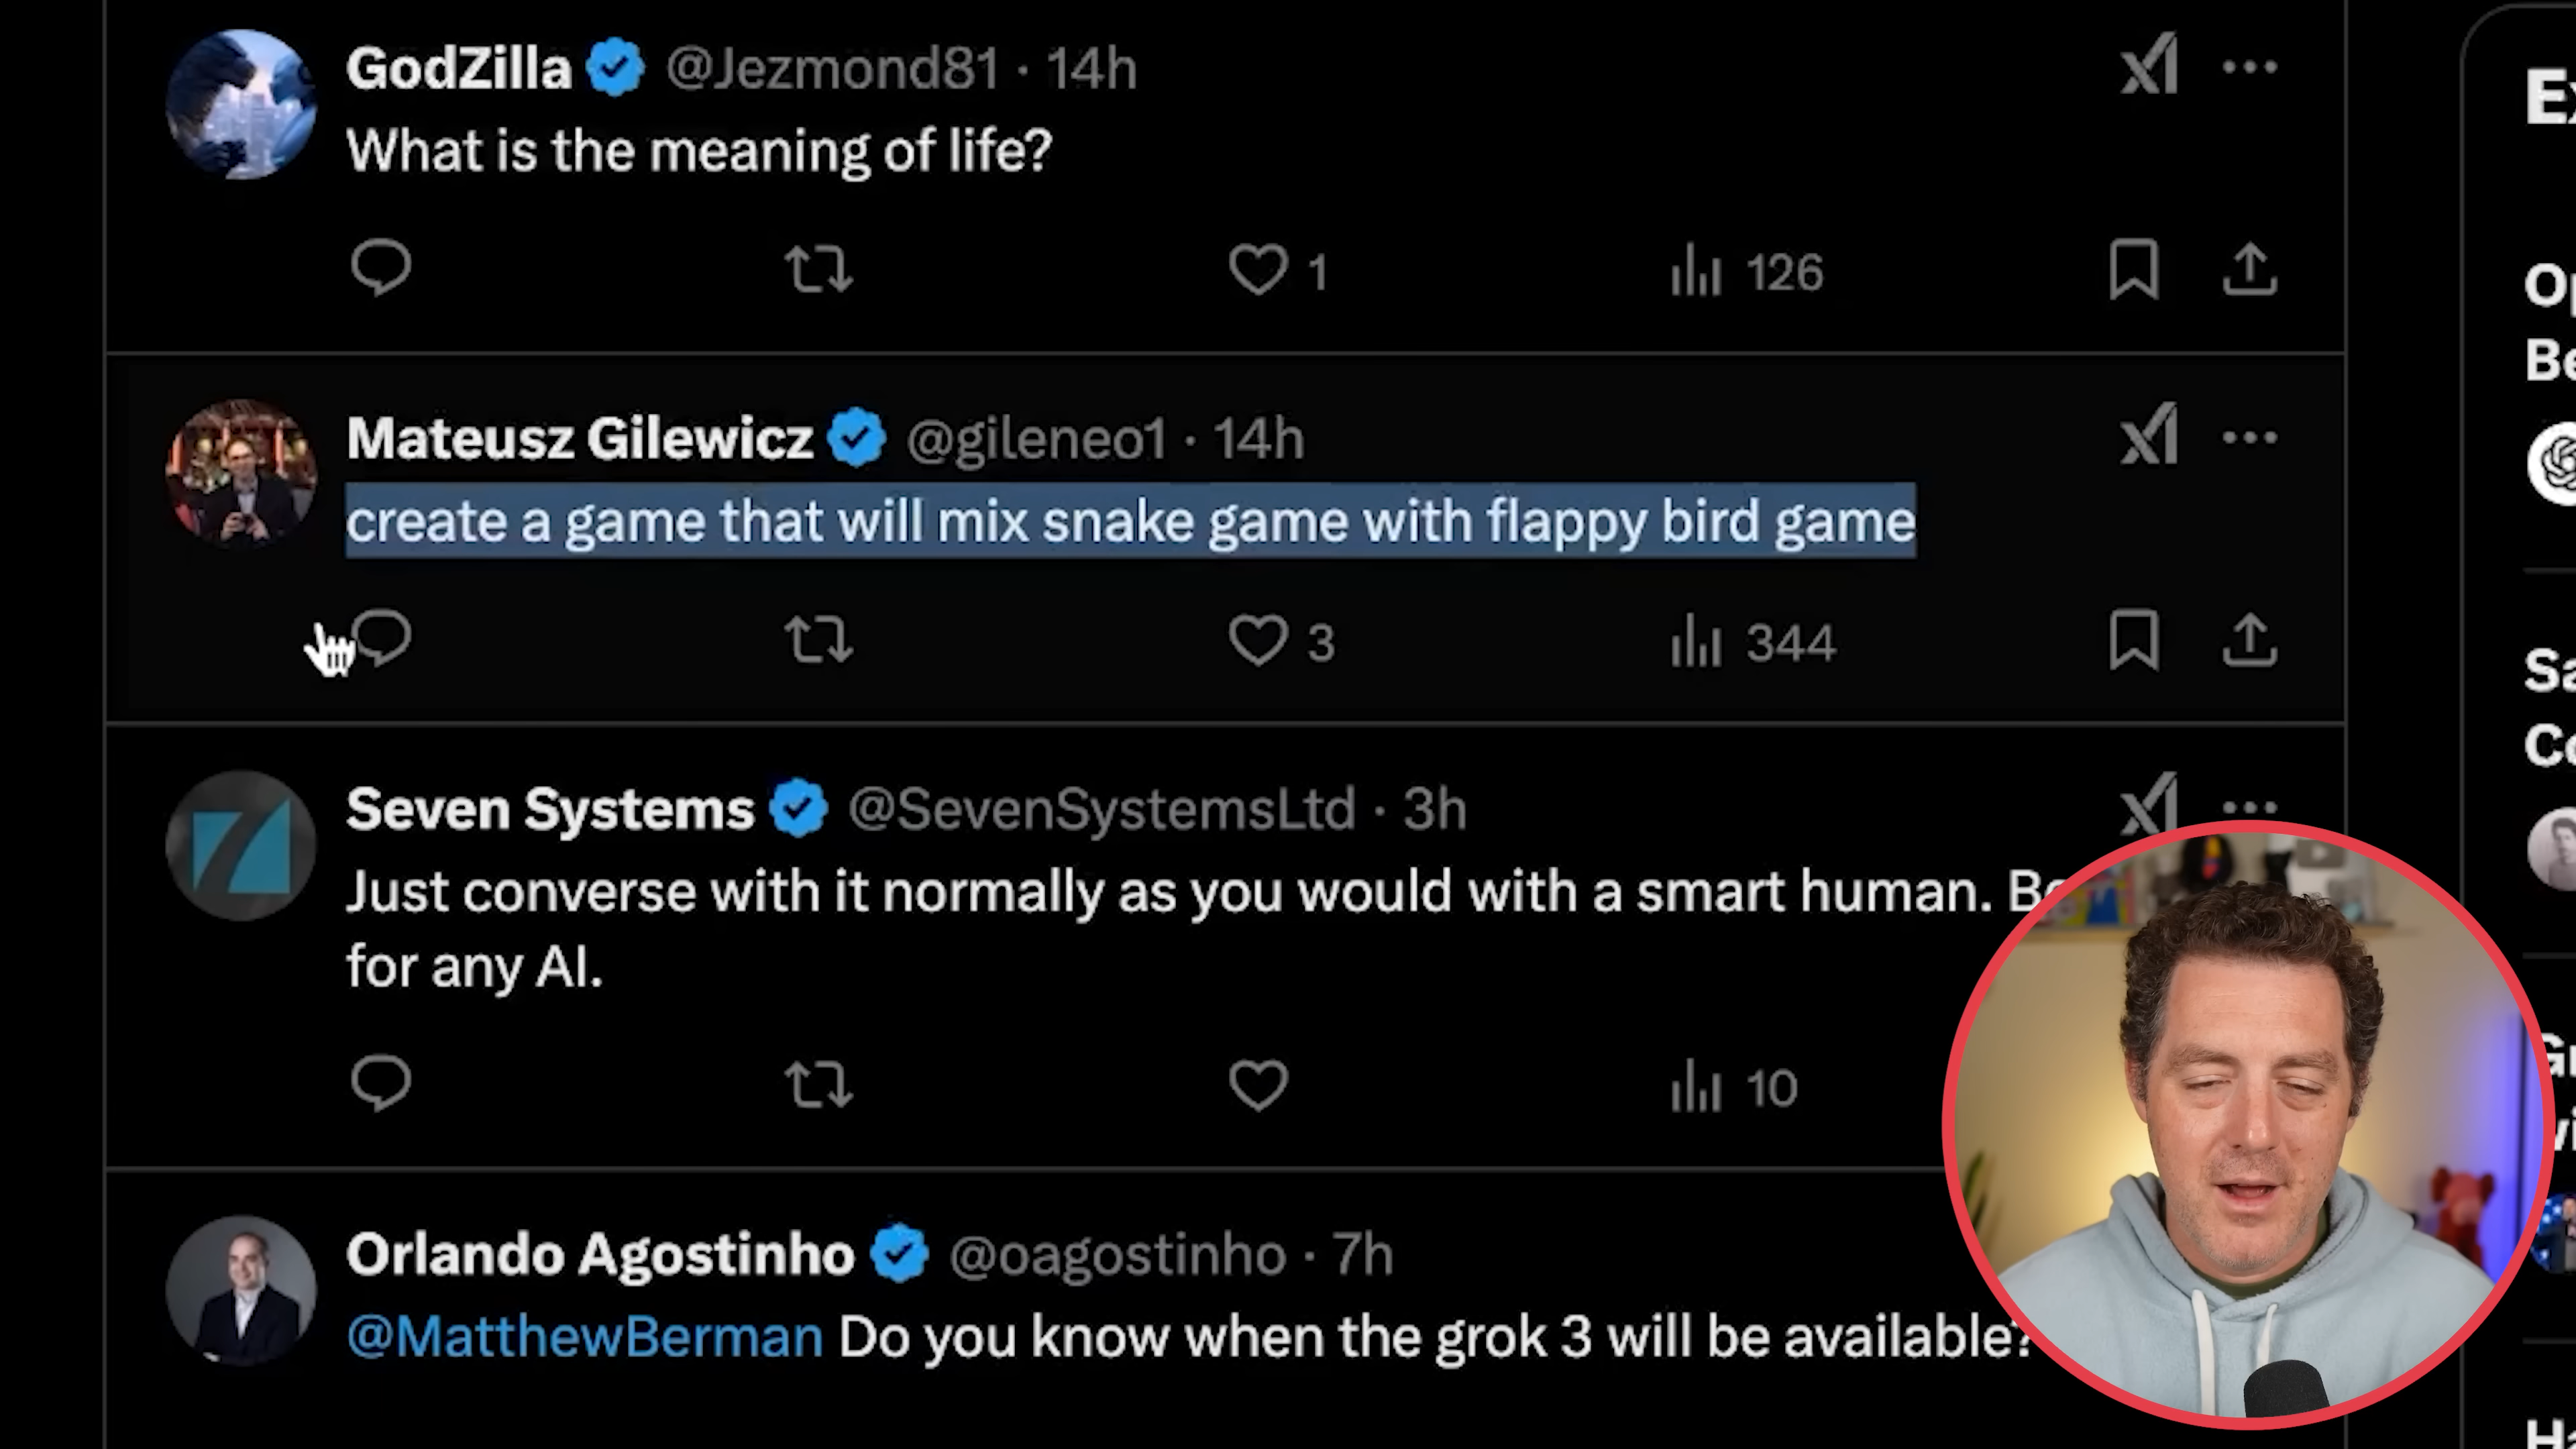 GodZilla @Jezmond81 · 14h
What is the meaning of life?
1 126
Mateusz Gilewicz @gileneo1 · 14h
create a game that will mix snake game with flappy bird game
3 344
Seven Systems @SevenSystemsLtd · 3h
Just converse with it normally as you would with a smart human.
for any AI.
10
Orlando Agostinho @oagostinho · 7h
@MatthewBerman Do you know when the grok 3 will be available?